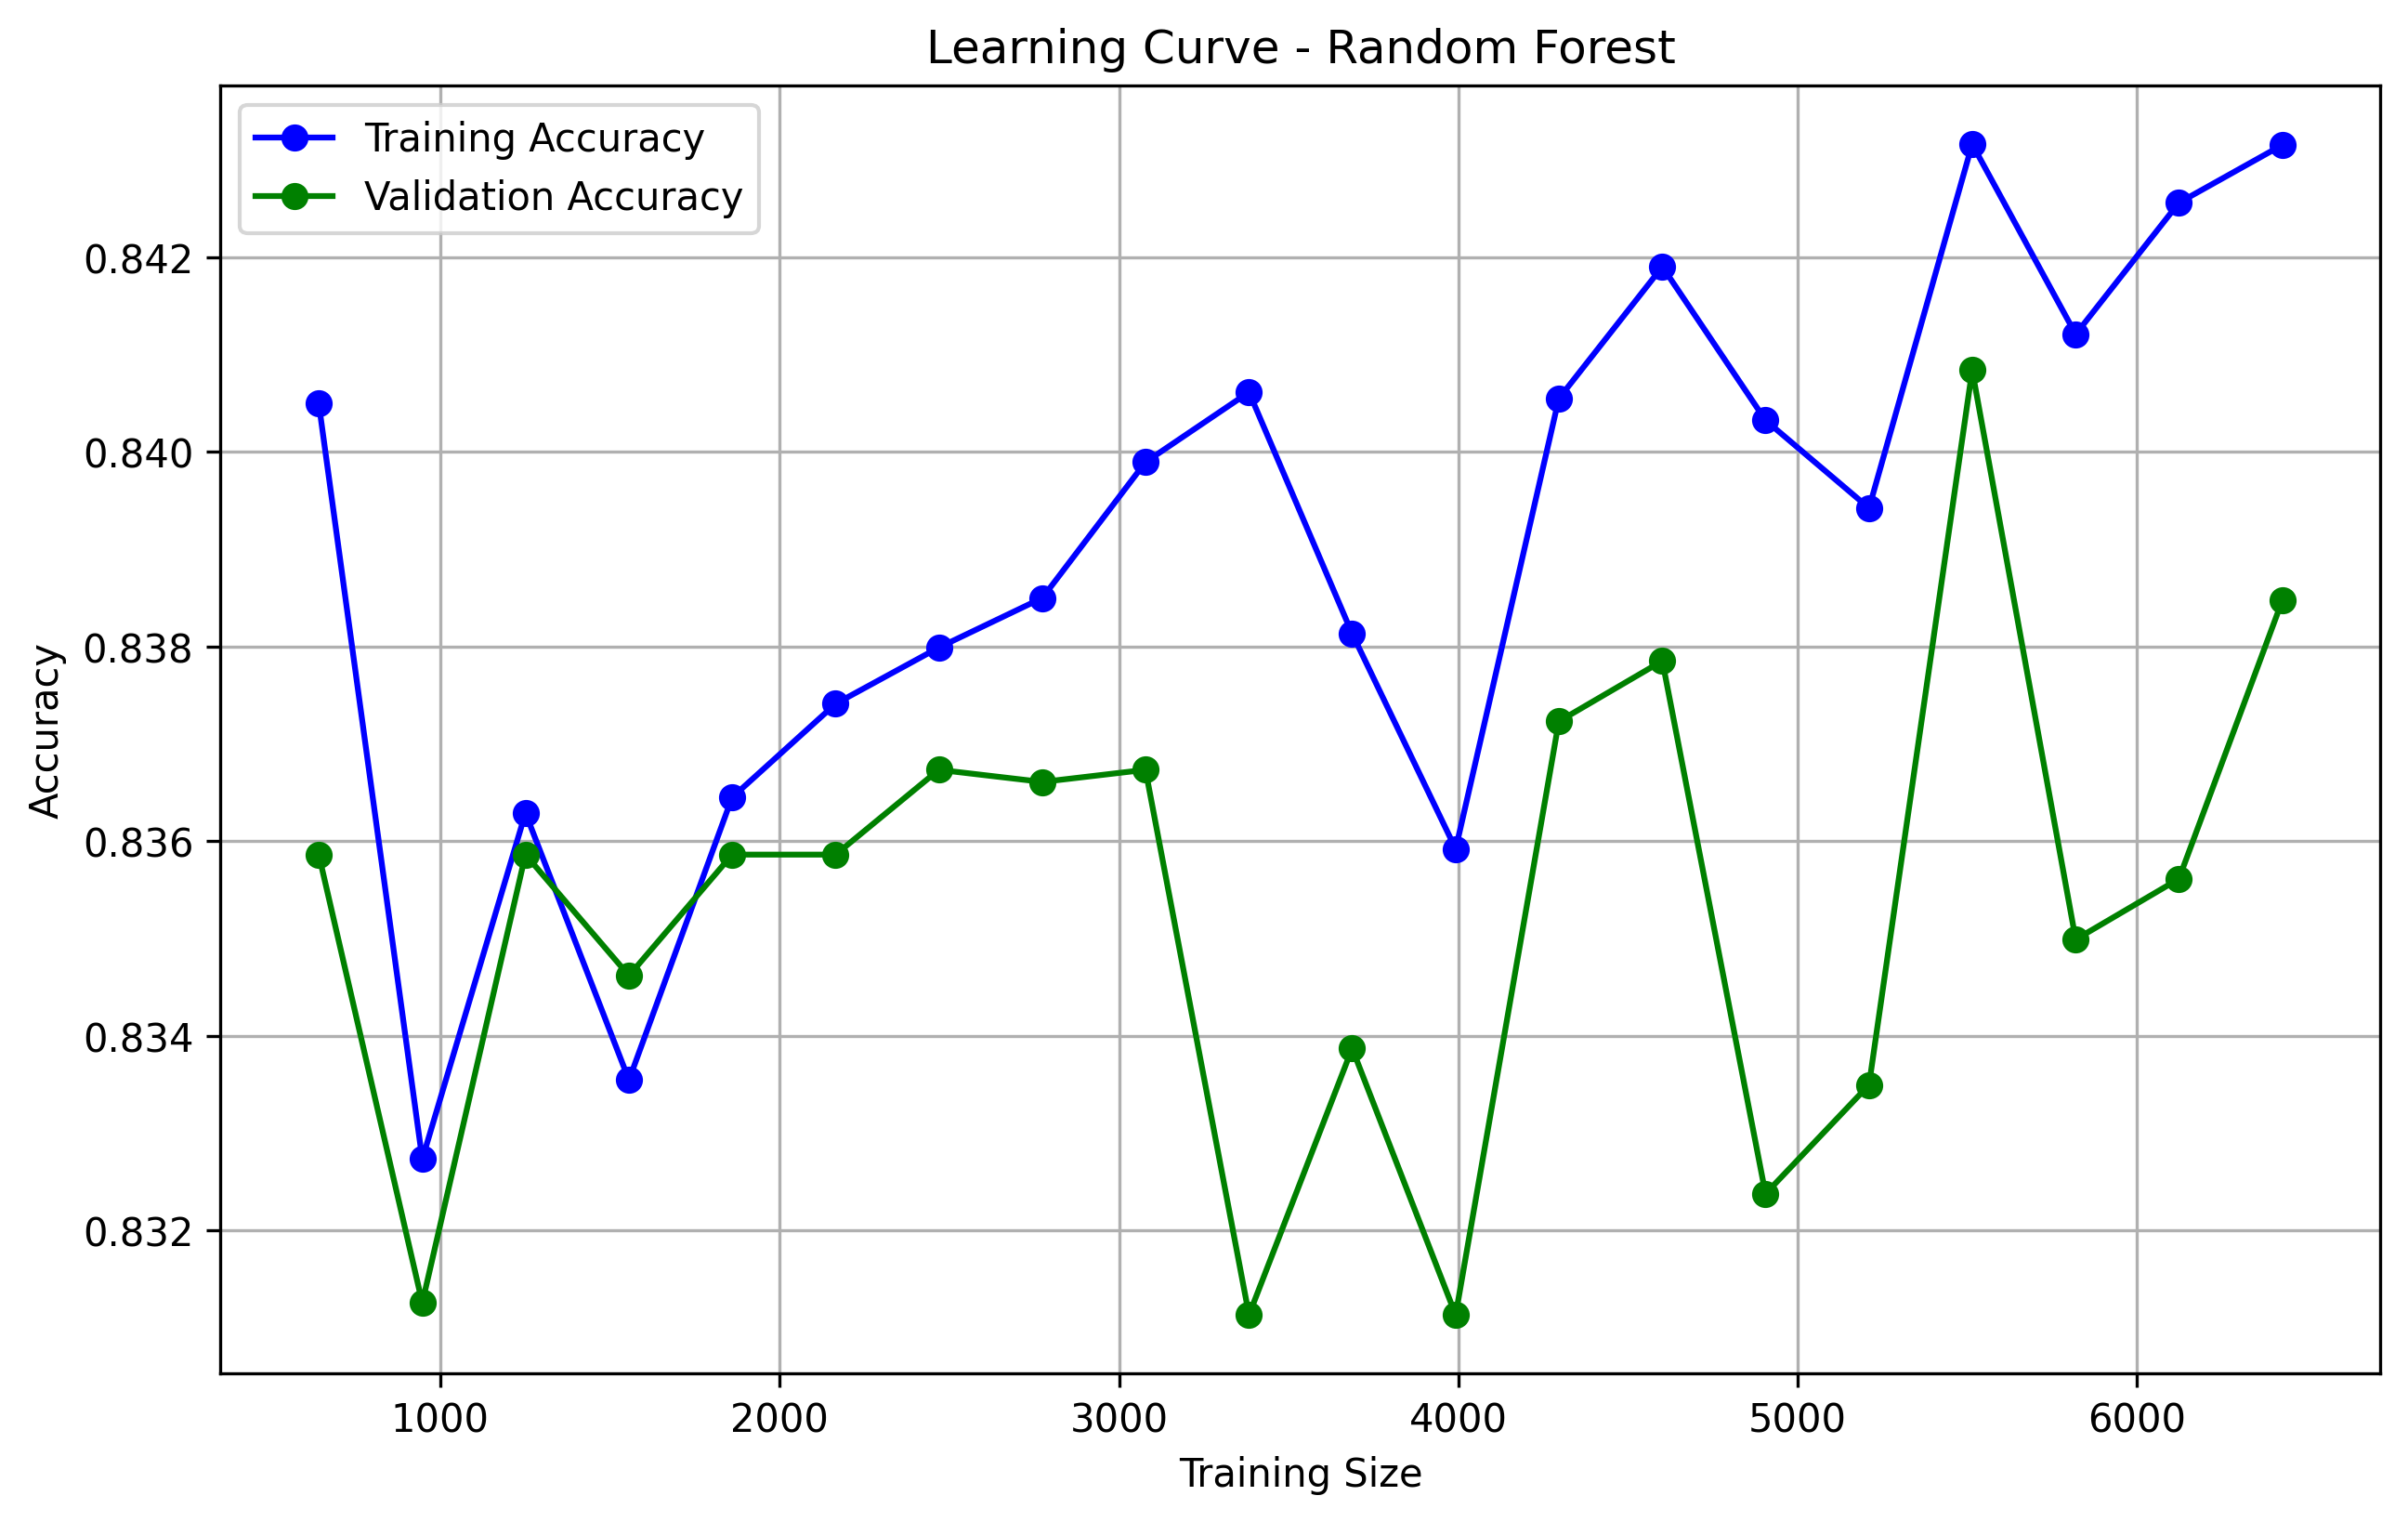 Learning Curve - Random Forest
Training Accuracy
Validation Accuracy
0.842
0.840
0.838
0.836
0.834
0.832
Accuracy
1000 2000 3000 4000 5000 6000
Training Size